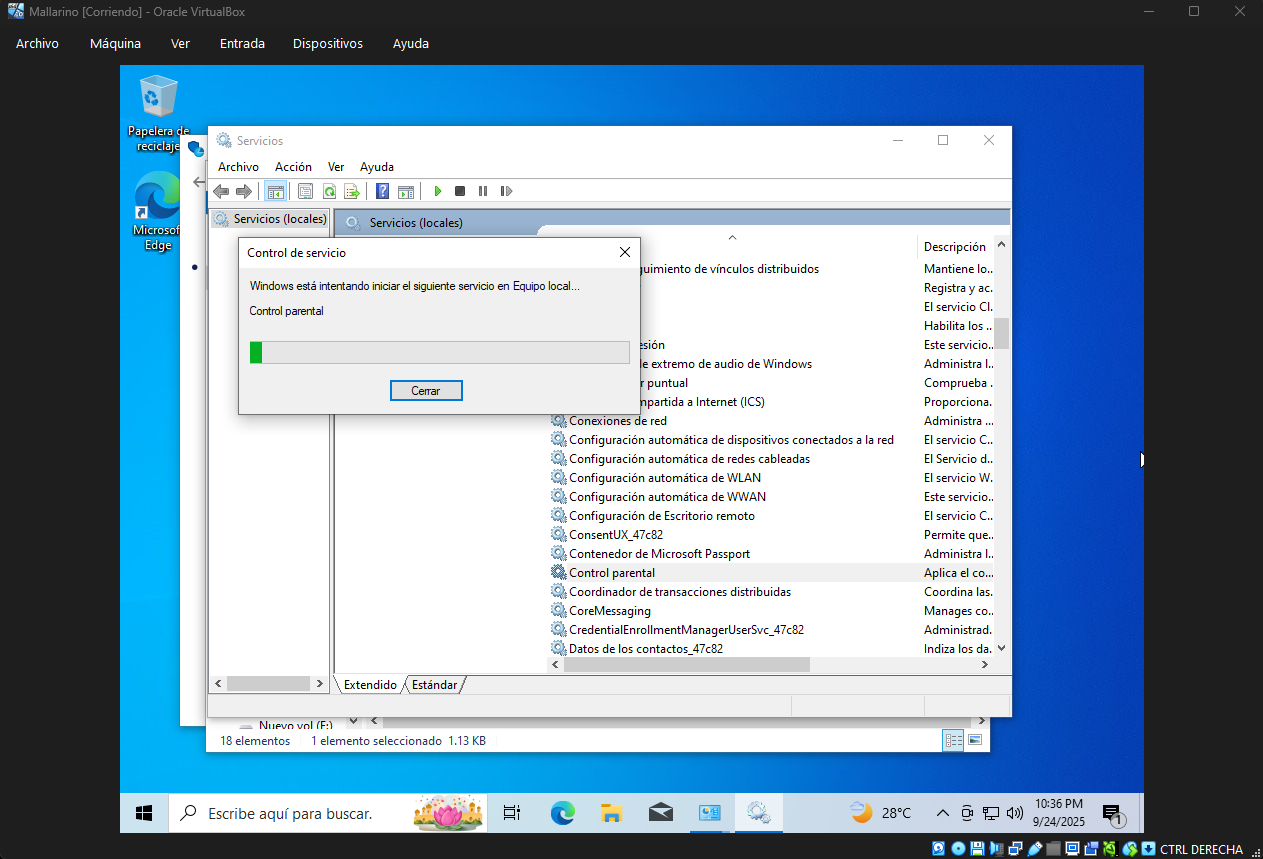 Mallarino [Corriendo] - Oracle VirtualBox
Archivo Máquina Ver Entrada Dispositivos Ayuda
Papelera de
reciclaje
Microsoft
Edge
Servicios
Archivo Acción Ver Ayuda
Servicios (locales)
Servicios (locales)
Control de servicio
Windows está intentando iniciar el siguiente servicio en Equipo local...
Control parental
Cerrar
Descripción
guimiento de vínculos distribuidos Mantiene lo...
Registra y ac...
El servicio Cl...
Habilita los ...
esión Este servicio...
de extremo de audio de Windows Administra l...
r puntual Comprueba ...
mpartida a Internet (ICS) Proporciona...
Conexiones de red Administra ...
Configuración automática de dispositivos conectados a la red El servicio C...
Configuración automática de redes cableadas El Servicio d...
Configuración automática de WLAN El servicio W...
Configuración automática de WWAN Este servicio...
Configuración de Escritorio remoto El servicio C...
ConsentUX_47c82 Permite que...
Contenedor de Microsoft Passport Administra l...
Control parental Aplica el co...
Coordinador de transacciones distribuidas Coordina las...
CoreMessaging Manages co...
CredentialEnrollmentManagerUserSvc_47c82 Administrad...
Datos de los contactos_47c82 Indiza los da...
Extendido Estándar
Nuevo vol (E:)
18 elementos 1 elemento seleccionado 1.13 KB
Escribe aquí para buscar.
28°C
10:36 PM
9/24/2025
1
CTRL DERECHA